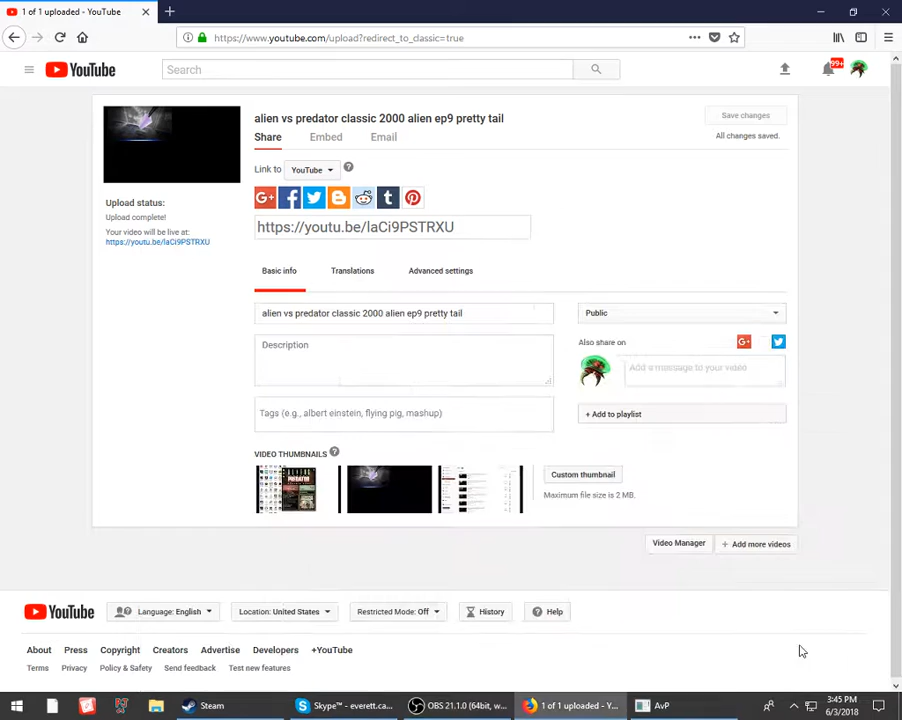 1 of 1 uploaded - YouTube
https://www.youtube.com/upload?redirect_to_classic=true
YouTube
Search
99+
alien vs predator classic 2000 alien ep9 pretty tail
Save changes
Share
Embed
Email
All changes saved.
Link to
YouTube
Upload status:
Upload complete!
Your video will be live at:
https://youtu.be/laCi9PSTRXU
https://youtu.be/laCi9PSTRXU
Basic info
Translations
Advanced settings
alien vs predator classic 2000 alien ep9 pretty tail
Public
Description
Also share on
Add a message to your video
Tags (e.g., albert einstein, flying pig, mashup)
+ Add to playlist
VIDEO THUMBNAILS
Custom thumbnail
Maximum file size is 2 MB.
Video Manager
+ Add more videos
YouTube
Language: English
Location: United States
Restricted Mode: Off
History
Help
About
Press
Copyright
Creators
Advertise
Developers
+YouTube
Terms
Privacy
Policy & Safety
Send feedback
Test new features
Steam
Skype™ - everett.ca...
OBS 21.1.0 (64bit, w...
1 of 1 uploaded - Y...
AvP
3:45 PM
6/3/2018